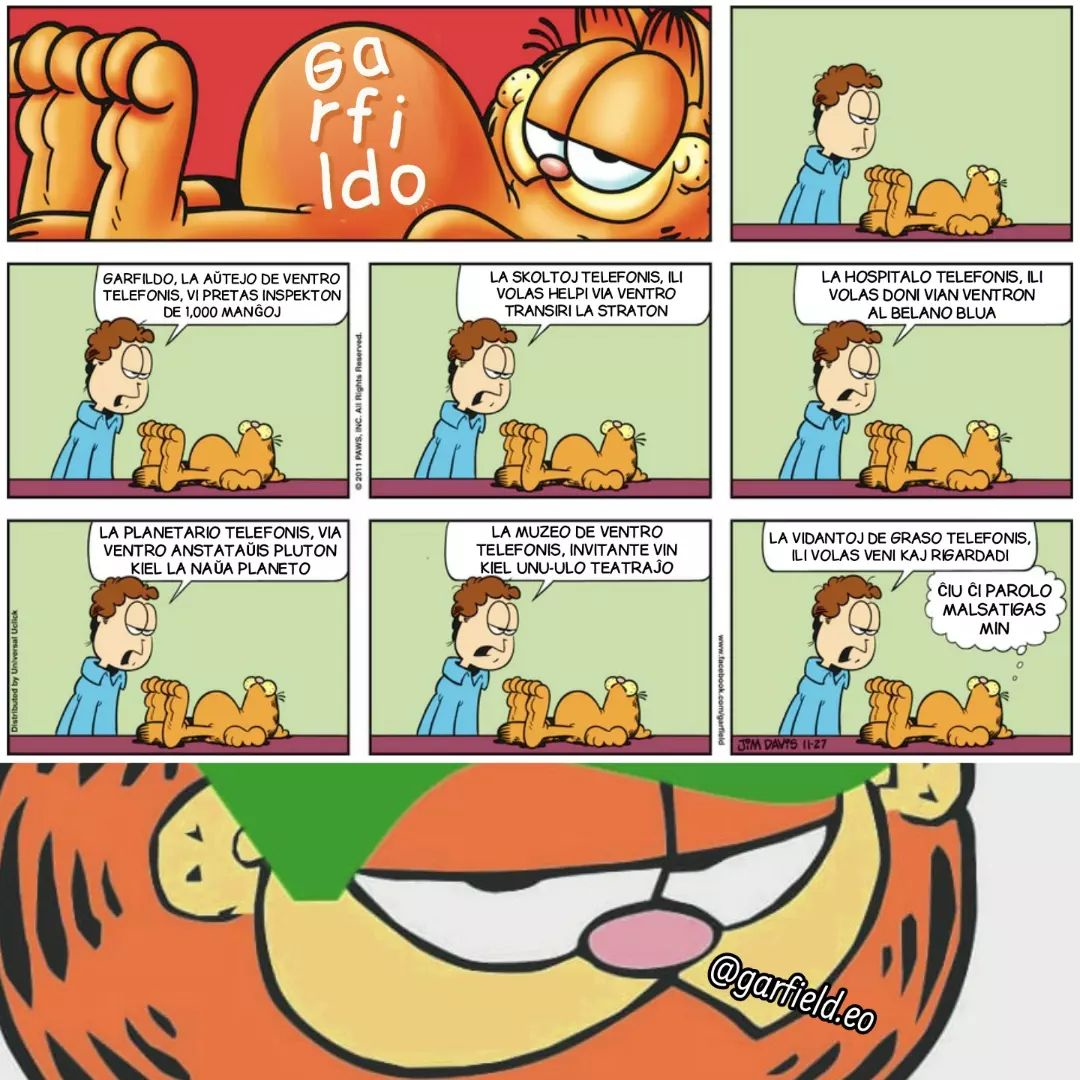 Ga
rfi
ldo
GARFILDO, LA AŬTEJO DE VENTRO
TELEFONIS, VI PRETAS INSPEKTON
DE 1,000 MANĜOJ
© 2011 PAWS, INC. All Rights Reserved.
LA SKOLTOJ TELEFONIS, ILI
VOLAS HELPI VIA VENTRO
TRANSIRI LA STRATON
LA HOSPITALO TELEFONIS, ILI
VOLAS DONI VIAN VENTRON
AL BELANO BLUA
Distributed by Universal Uclick
LA PLANETARIO TELEFONIS, VIA
VENTRO ANSTATAŬIS PLUTON
KIEL LA NAŬA PLANETO
LA MUZEO DE VENTRO
TELEFONIS, INVITANTE VIN
KIEL UNU-ULO TEATRAĴO
www.facebook.com/garfield
LA VIDANTOJ DE GRASO TELEFONIS,
ILI VOLAS VENI KAJ RIGARDADI
ĈIU ĈI PAROLO
MALSATIGAS
MIN
JIM DAVIS 11-27
@garfield.eo